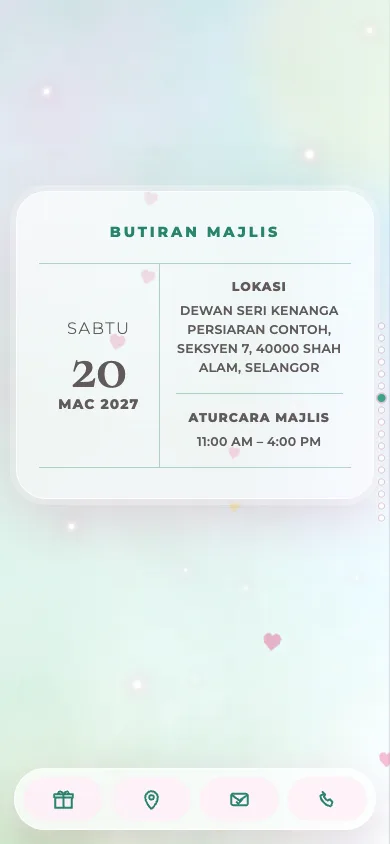 BUTIRAN MAJLIS
SABTU
20
MAC 2027
LOKASI
DEWAN SERI KENANGA
PERSIARAN CONTOH,
SEKSYEN 7, 40000 SHAH
ALAM, SELANGOR
ATURCARA MAJLIS
11:00 AM – 4:00 PM